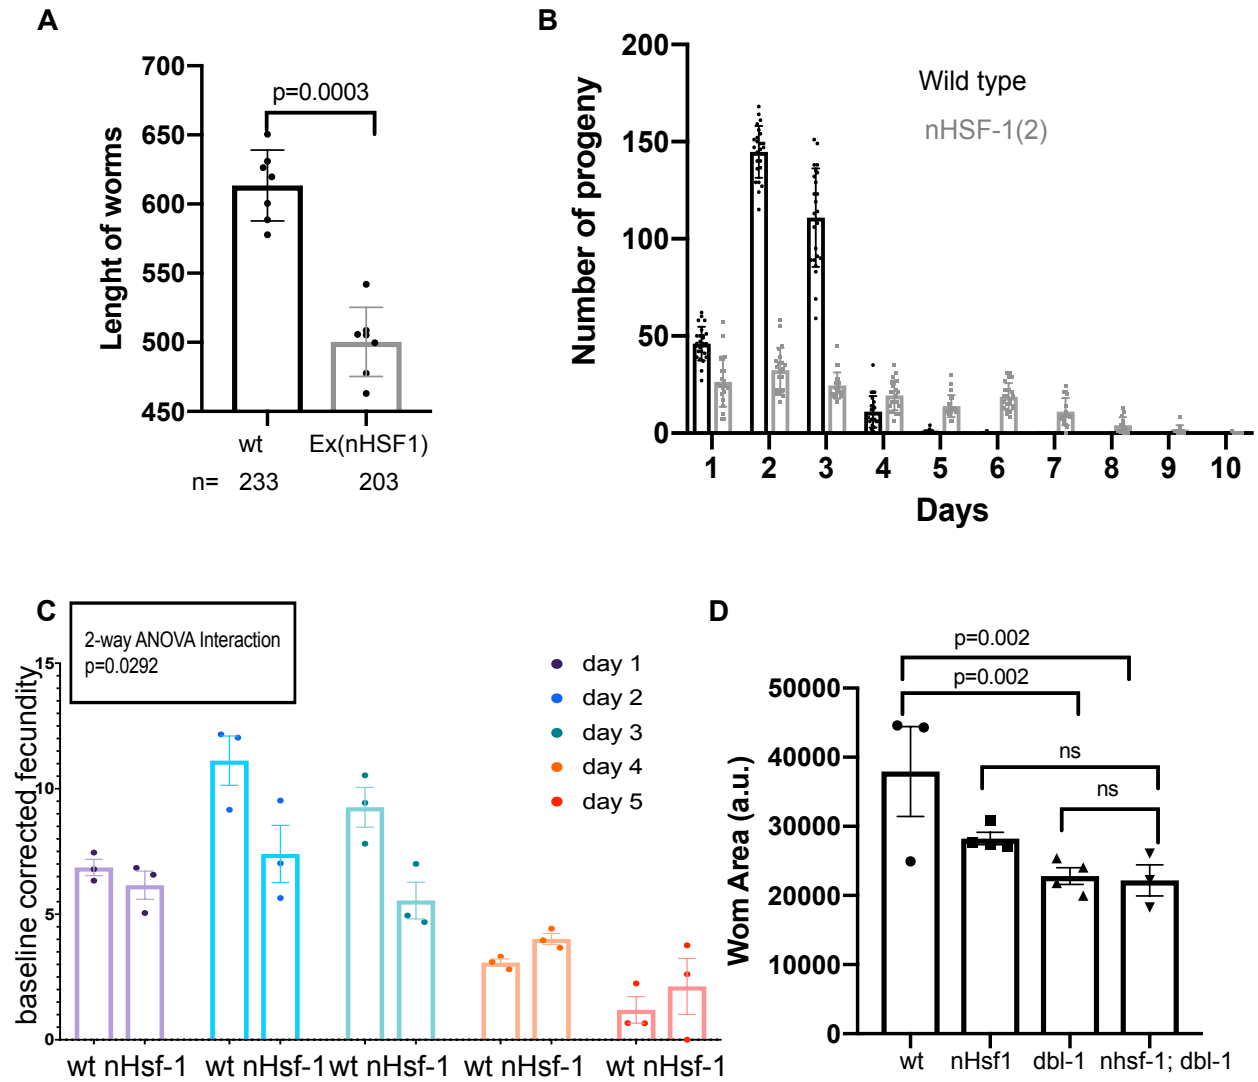 A
700
650
600
550
500
450
Lenght of worms
p=0.0003
wt Ex(nHSF1)
n= 233 203
B
200
150
100
50
0
Number of progeny
Wild type
nHSF-1(2)
1 2 3 4 5 6 7 8 9 10
Days
C
2-way ANOVA Interaction
p=0.0292
15
10
5
0
baseline corrected fecundity
day 1
day 2
day 3
day 4
day 5
wt nHsf-1 wt nHsf-1 wt nHsf-1 wt nHsf-1 wt nHsf-1
D
p=0.002
p=0.002
ns
ns
50000
40000
30000
20000
10000
0
Wom Area (a.u.)
wt nHsf1 dbl-1 nhsf-1; dbl-1